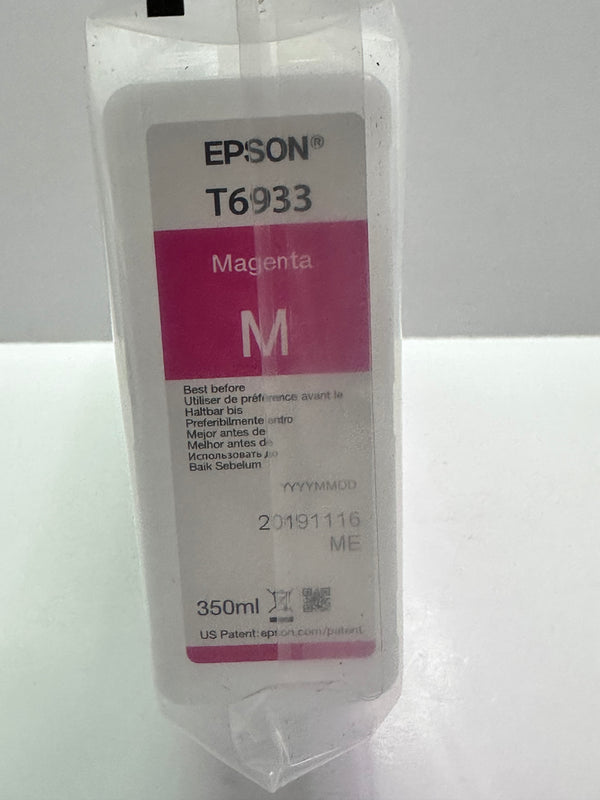 EPSON®
T6933
Magenta
M
Best before
Utiliser de préférence avant le
Haltbar bis
Preferibilmente entro
Mejor antes de
Melhor antes de
Использовать до
Baik Sebelum
YYYYMMDD
20191116
ME
350ml
US Patent:epson.com/patent